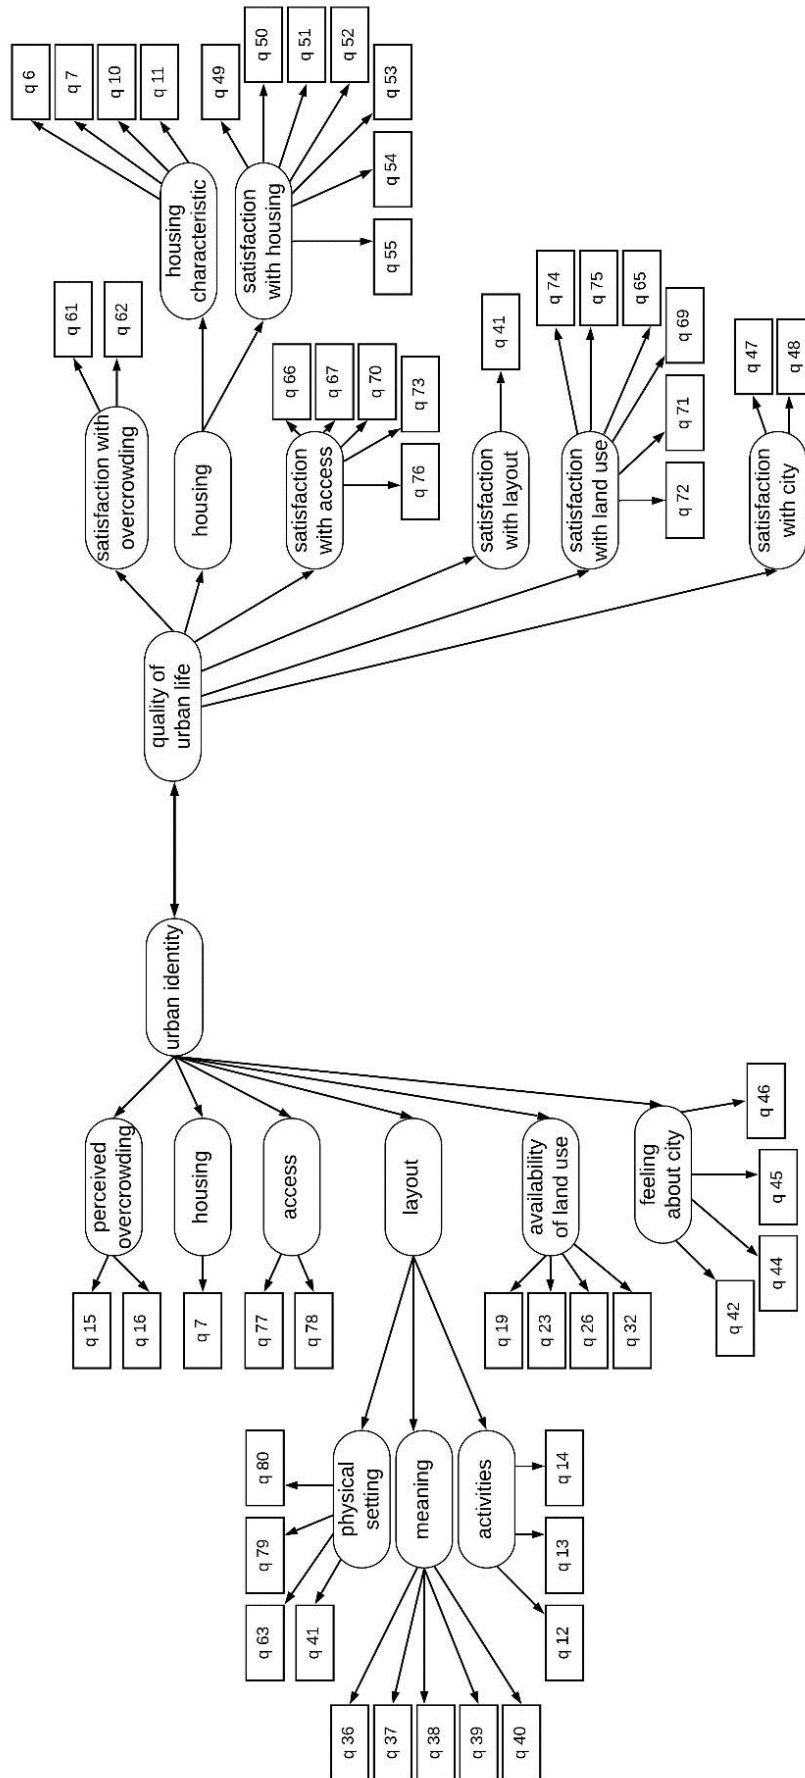 q 36
q 37
q 38
q 39
q 40
q 63
q 41
q 79
q 80
q 12
q 13
q 14
physical
setting
meaning
activities
q 15
q 16
q 7
q 77
q 78
q 19
q 23
q 26
q 32
q 42
q 44
q 45
q 46
perceived
overcrowding
housing
access
layout
availability
of land use
feeling
about city
urban identity
quality of
urban life
satisfaction with
overcrowding
housing
satisfaction
with access
satisfaction
with layout
satisfaction
with land use
satisfaction
with city
q 61
q 62
housing
characteristic
satisfaction
with housing
q 66
q 67
q 70
q 73
q 76
q 41
q 74
q 75
q 65
q 69
q 71
q 72
q 47
q 48
q 6
q 7
q 10
q 11
q 49
q 50
q 51
q 52
q 53
q 54
q 55